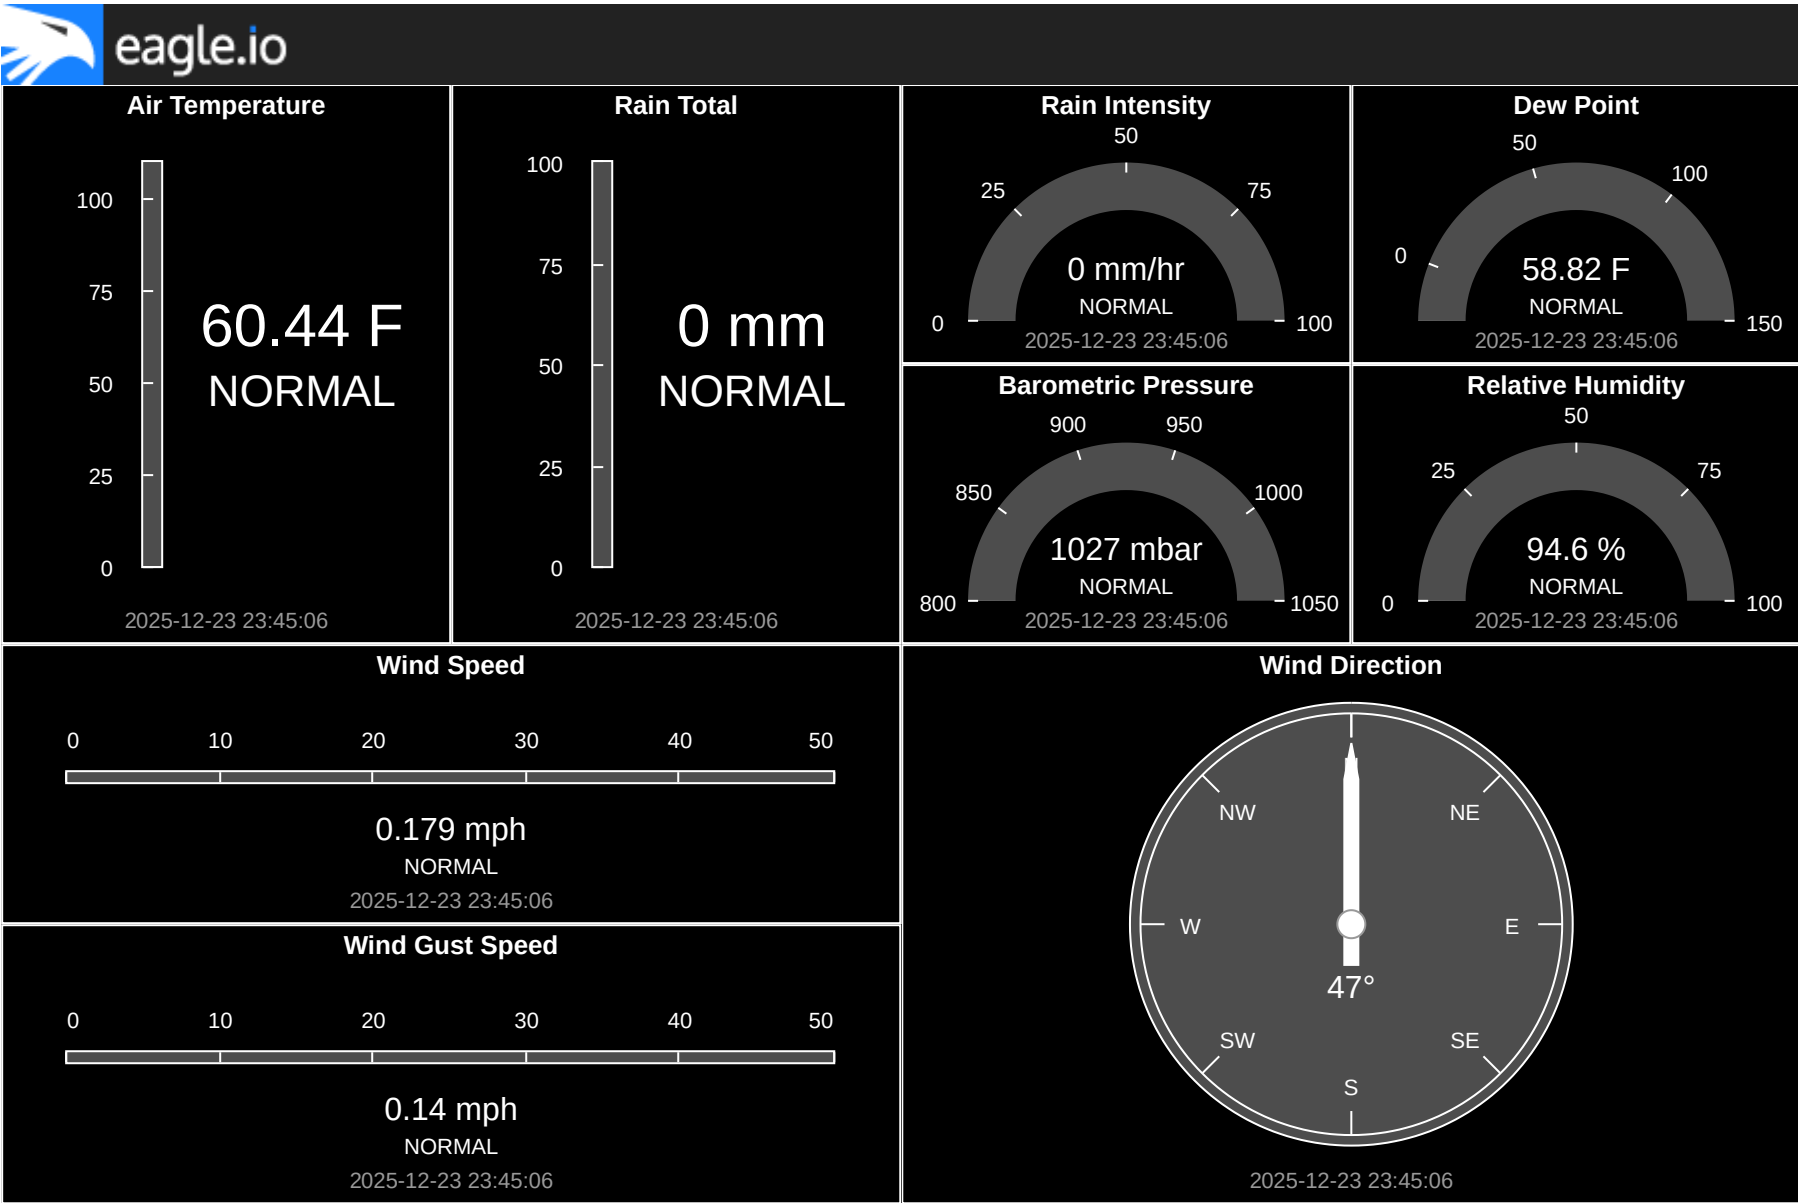 eagle.io
Air Temperature
100
75
50
25
0
60.44 F
NORMAL
2025-12-23 23:45:06
Rain Total
100
75
50
25
0
0 mm
NORMAL
2025-12-23 23:45:06
Rain Intensity
0
25
50
75
100
0 mm/hr
NORMAL
2025-12-23 23:45:06
Dew Point
0
50
100
150
58.82 F
NORMAL
2025-12-23 23:45:06
Barometric Pressure
800
850
900
950
1000
1050
1027 mbar
NORMAL
2025-12-23 23:45:06
Relative Humidity
0
25
50
75
100
94.6 %
NORMAL
2025-12-23 23:45:06
Wind Speed
0 10 20 30 40 50
0.179 mph
NORMAL
2025-12-23 23:45:06
Wind Gust Speed
0 10 20 30 40 50
0.14 mph
NORMAL
2025-12-23 23:45:06
Wind Direction
NW NE
W E
47°
SW SE
S
2025-12-23 23:45:06